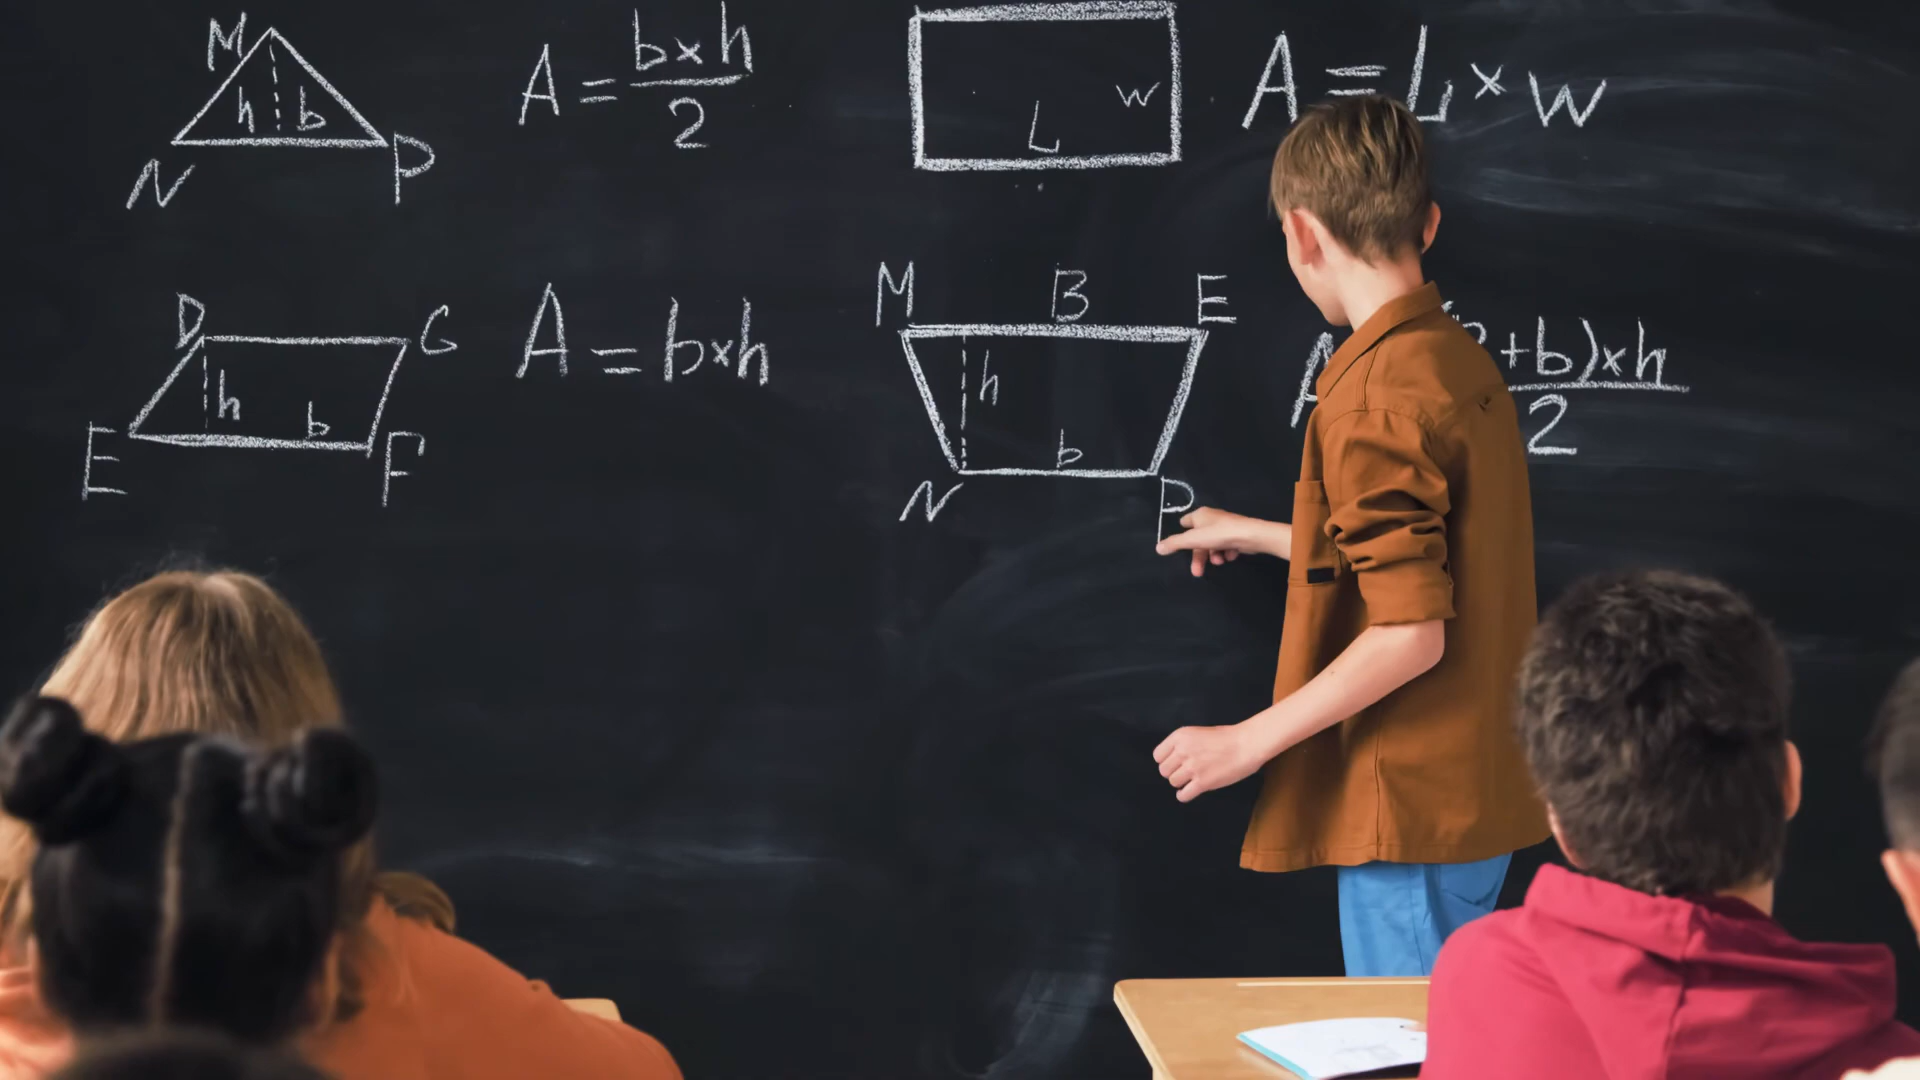 M
h b
N P
A = b×h
2
W
L
A = L × W
D G
h
b
E F
A = b×h
M B E
h
b
N P
+b)×h
2